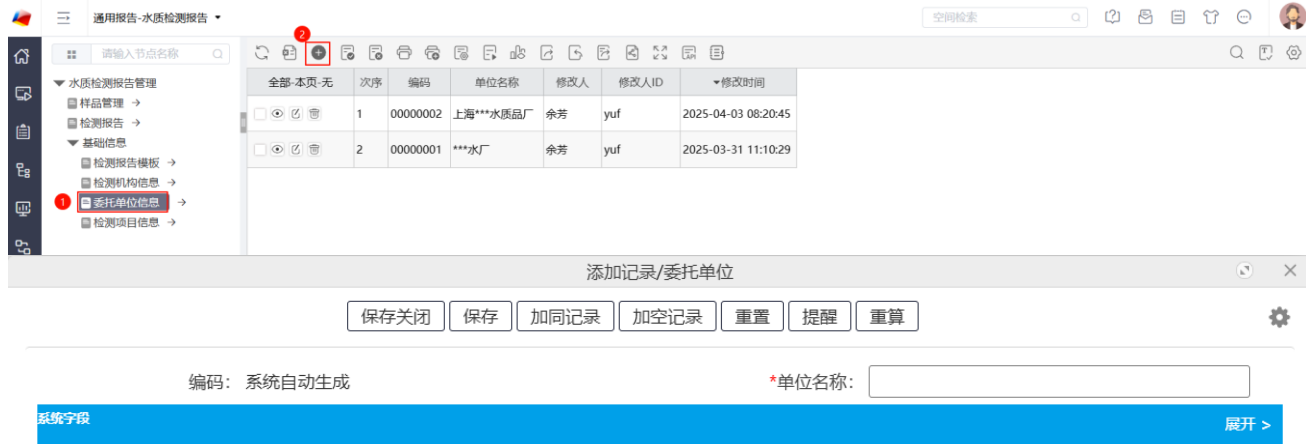 通用报告-水质检测报告
空间检索
请输入节点名称
2
水质检测报告管理
样品管理
检测报告
基础信息
检测报告模板
检测机构信息
1
委托单位信息
检测项目信息
全部-本页-无 次序 编码 单位名称 修改人 修改人ID 修改时间
1 00000002 上海***水质品厂 余芳 yuf 2025-04-03 08:20:45
2 00000001 ***水厂 余芳 yuf 2025-03-31 11:10:29
添加记录/委托单位
保存关闭 保存 加同记录 加空记录 重置 提醒 重算
编码： 系统自动生成 *单位名称：
系统字段 展开 >